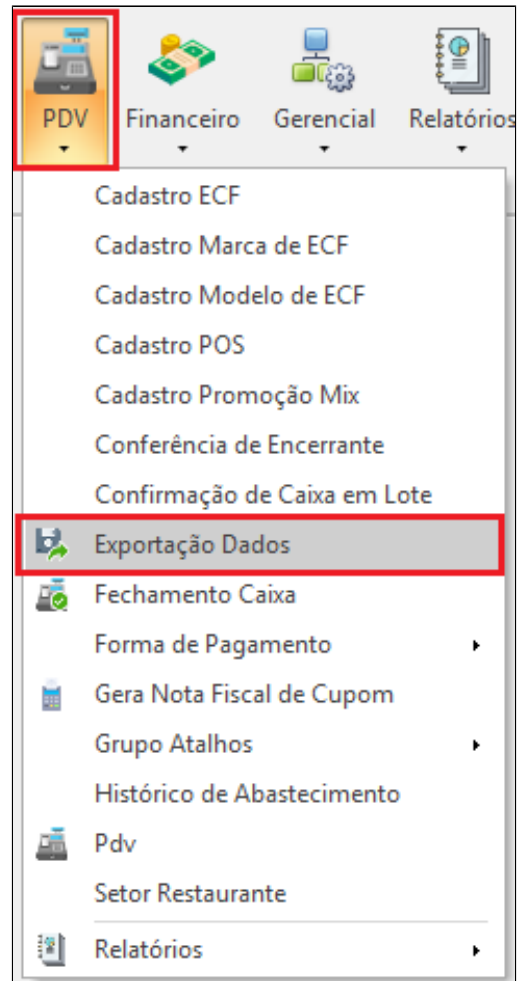 PDV Financeiro Gerencial Relatórios
Cadastro ECF
Cadastro Marca de ECF
Cadastro Modelo de ECF
Cadastro POS
Cadastro Promoção Mix
Conferência de Encerrante
Confirmação de Caixa em Lote
Exportação Dados
Fechamento Caixa
Forma de Pagamento
Gera Nota Fiscal de Cupom
Grupo Atalhos
Histórico de Abastecimento
Pdv
Setor Restaurante
Relatórios